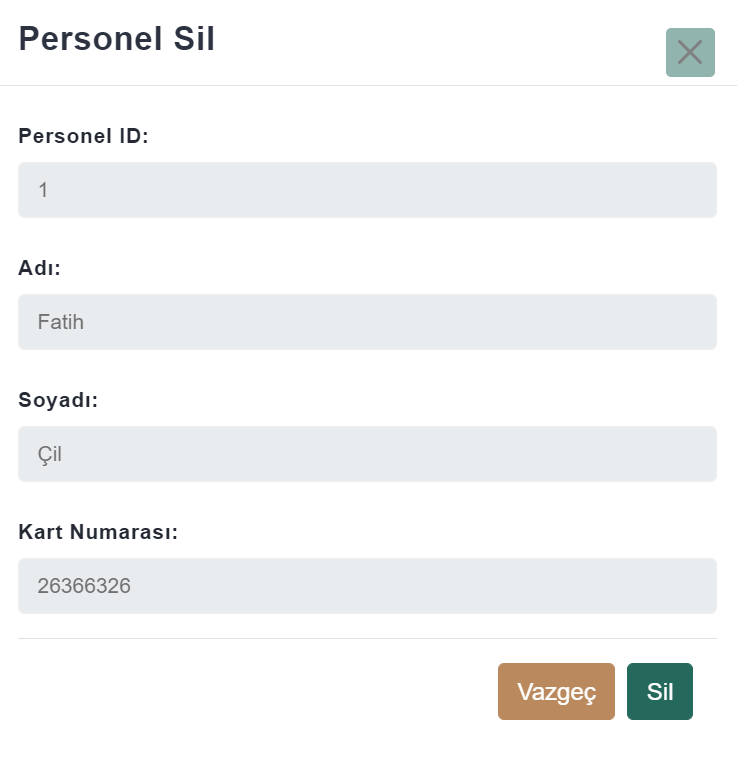 Personel Sil
Personel ID:
1
Adı:
Fatih
Soyadı:
Çil
Kart Numarası:
26366326
Vazgeç Sil